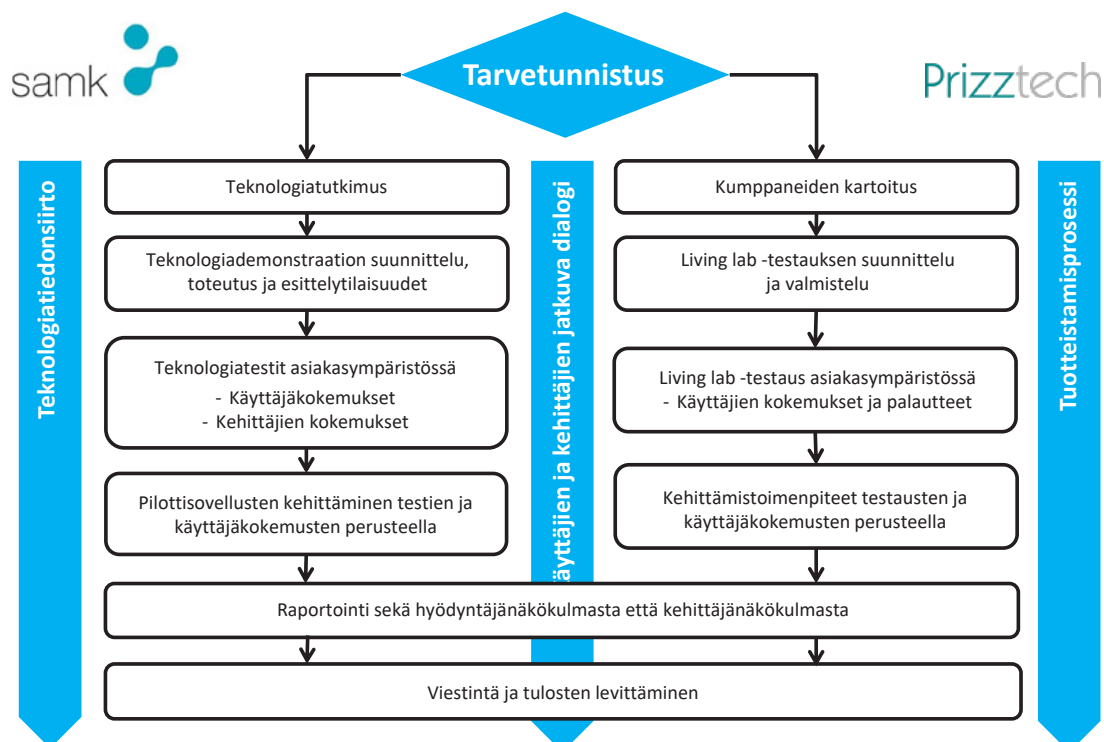 samk
Tarvetunnistus
Prizztech
Teknologiatiedonsiirto
Teknologiatutkimus
Teknologiademonstraation suunnittelu,
toteutus ja esittelytilaisuudet
Teknologiatestit asiakasympäristössä
- Käyttäjäkokemukset
- Kehittäjien kokemukset
Pilottisovellusten kehittäminen testien ja
käyttäjäkokemusten perusteella
äyttäjien ja kehittäjien jatkuva dialogi
Kumppaneiden kartoitus
Living lab -testauksen suunnittelu
ja valmistelu
Living lab -testaus asiakasympäristössä
- Käyttäjien kokemukset ja palautteet
Kehittämistoimenpiteet testausten ja
käyttäjäkokemusten perusteella
Tuotteistamisprosessi
Raportointi sekä hyödyntäjänäkökulmasta että kehittäjänäkökulmasta
Viestintä ja tulosten levittäminen